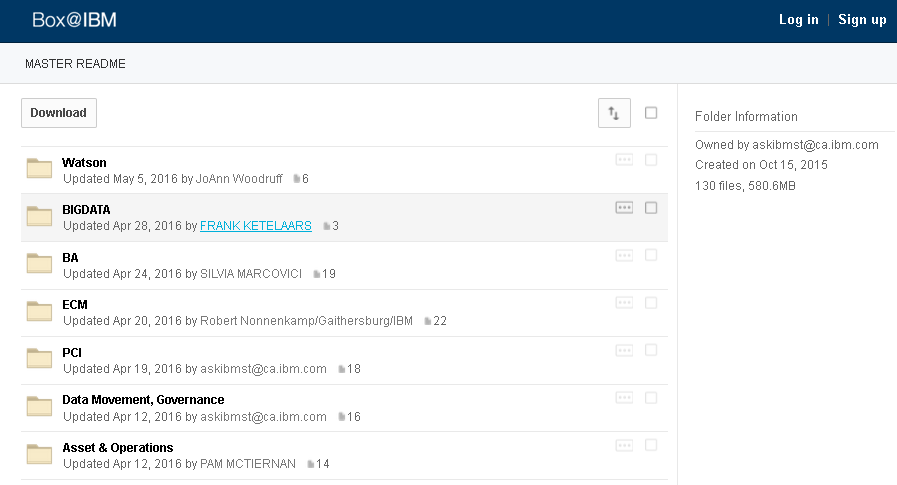 Box@IBM
Log in | Sign up
MASTER README
Download
Watson
Updated May 5, 2016 by JoAnn Woodruff 6
BIGDATA
Updated Apr 28, 2016 by FRANK KETELAARS 3
BA
Updated Apr 24, 2016 by SILVIA MARCOVICI 19
ECM
Updated Apr 20, 2016 by Robert Nonnenkamp/Gaithersburg/IBM 22
PCI
Updated Apr 19, 2016 by askibmst@ca.ibm.com 18
Data Movement, Governance
Updated Apr 12, 2016 by askibmst@ca.ibm.com 16
Asset & Operations
Updated Apr 12, 2016 by PAM MCTIERNAN 14
Folder Information
Owned by askibmst@ca.ibm.com
Created on Oct 15, 2015
130 files, 580.6MB